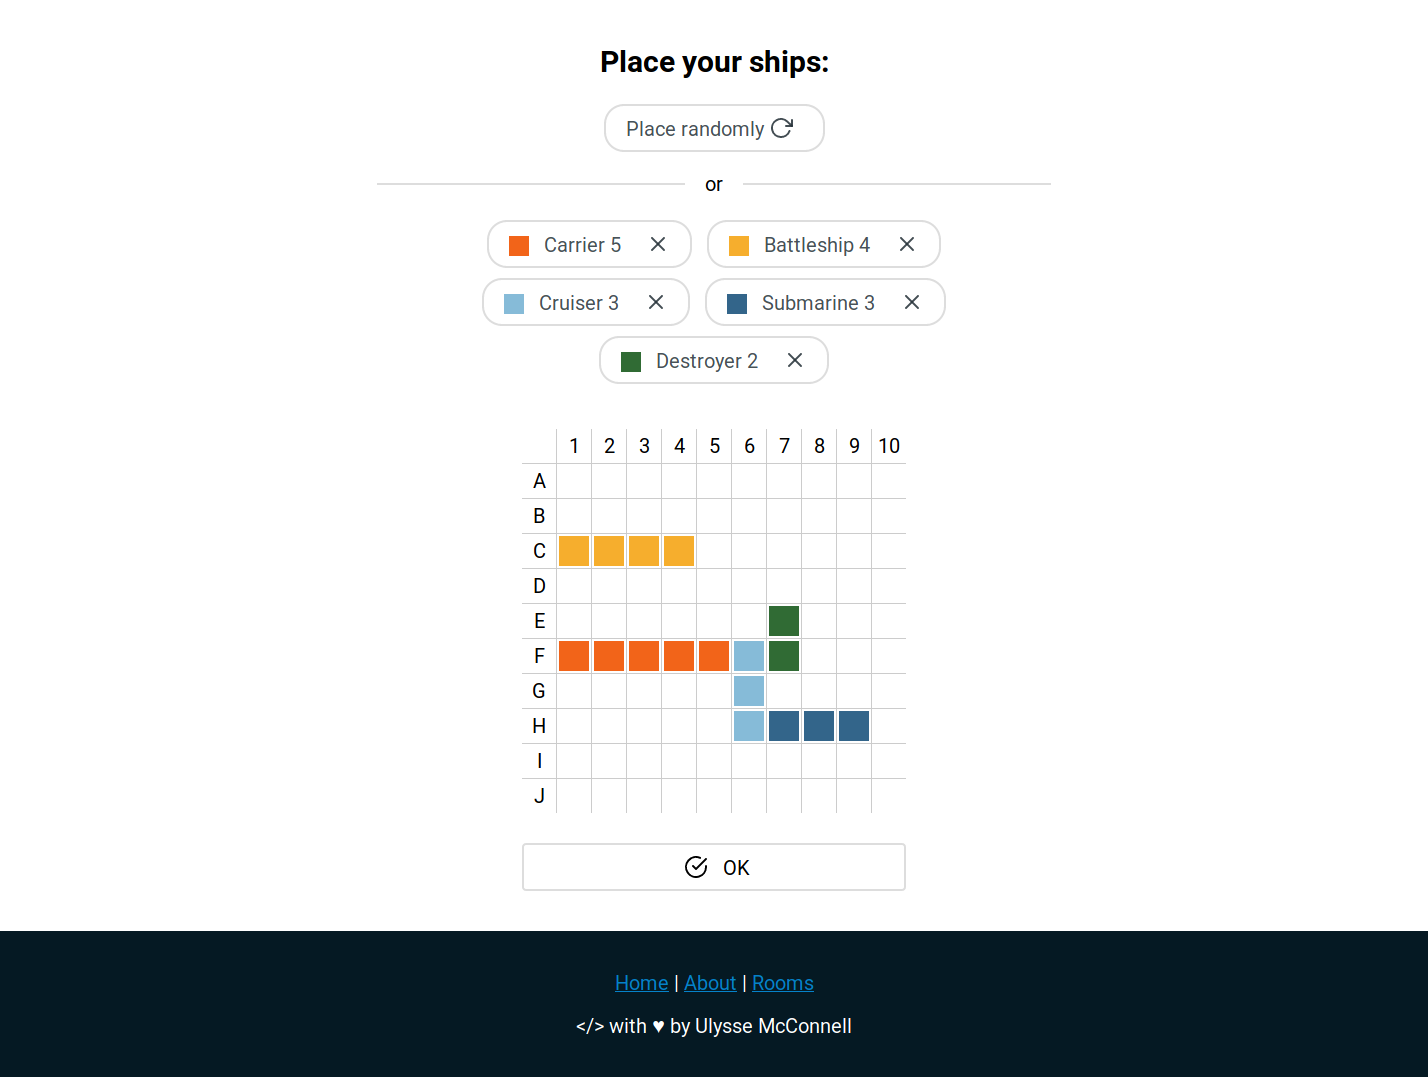 Place your ships:
Place randomly
or
Carrier 5
Battleship 4
Cruiser 3
Submarine 3
Destroyer 2
1 2 3 4 5 6 7 8 9 10
A
B
C
D
E
F
G
H
I
J
OK
Home | About | Rooms
</> with ♥ by Ulysse McConnell